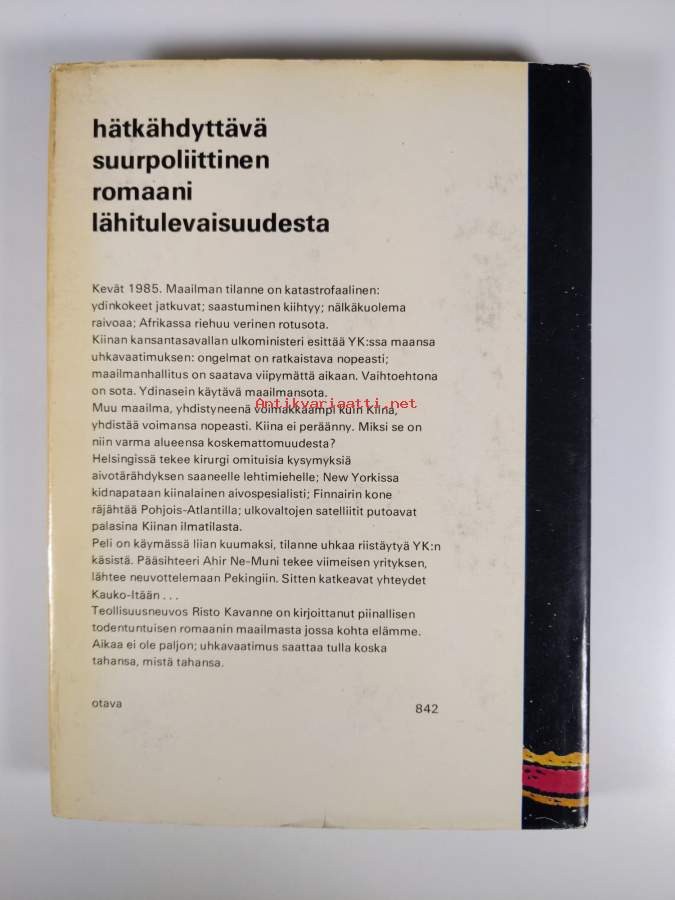 hätkähdyttävä
suurpoliittinen
romaani
lähitulevaisuudesta
Kevät 1985. Maailman tilanne on katastrofaalinen:
ydinkokeet jatkuvat; saastuminen kiihtyy; nälkäkuolema
raivoaa; Afrikassa riehuu verinen rotusota.
Kiinan kansantasavallan ulkoministeri esittää YK:ssa maansa
uhkavaatimuksen: ongelmat on ratkaistava nopeasti;
maailmanhallitus on saatava viipymättä aikaan. Vaihtoehtona
on sota. Ydinasein käytävä maailmansota.
Antikvariaatti.net
Muu maailma, yhdistyneenä voimakkaampi kuin Kiina,
yhdistää voimansa nopeasti. Kiina ei peräänny. Miksi se on
niin varma alueensa koskemattomuudesta?
Helsingissä tekee kirurgi omituisia kysymyksiä
aivotärähdyksen saaneelle lehtimiehelle; New Yorkissa
kidnapataan kiinalainen aivospesialisti; Finnairin kone
räjähtää Pohjois-Atlantilla; ulkovaltojen satelliitit putoavat
palasina Kiinan ilmatilasta.
Peli on käymässä liian kuumaksi, tilanne uhkaa riistäytyä YK:n
käsistä. Pääsihteeri Ahir Ne-Muni tekee viimeisen yrityksen,
lähtee neuvottelemaan Pekingiin. Sitten katkeavat yhteydet
Kauko-Itään . . .
Teollisuusneuvos Risto Kavanne on kirjoittanut piinallisen
todentuntuisen romaanin maailmasta jossa kohta elämme.
Aikaa ei ole paljon; uhkavaatimus saattaa tulla koska
tahansa, mistä tahansa.
otava 842